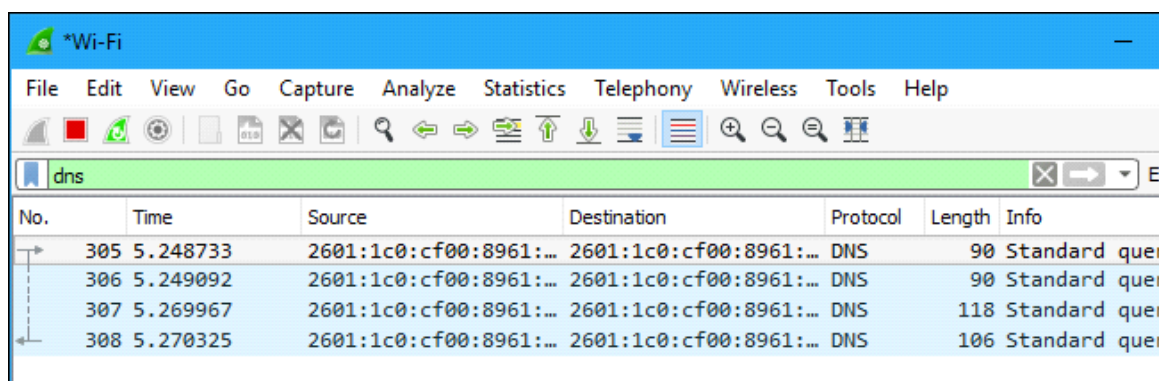 *Wi-Fi
File Edit View Go Capture Analyze Statistics Telephony Wireless Tools Help
dns
No. Time Source Destination Protocol Length Info
305 5.248733 2601:1c0:cf00:8961:… 2601:1c0:cf00:8961:… DNS 90 Standard que
306 5.249092 2601:1c0:cf00:8961:… 2601:1c0:cf00:8961:… DNS 90 Standard que
307 5.269967 2601:1c0:cf00:8961:… 2601:1c0:cf00:8961:… DNS 118 Standard que
308 5.270325 2601:1c0:cf00:8961:… 2601:1c0:cf00:8961:… DNS 106 Standard que